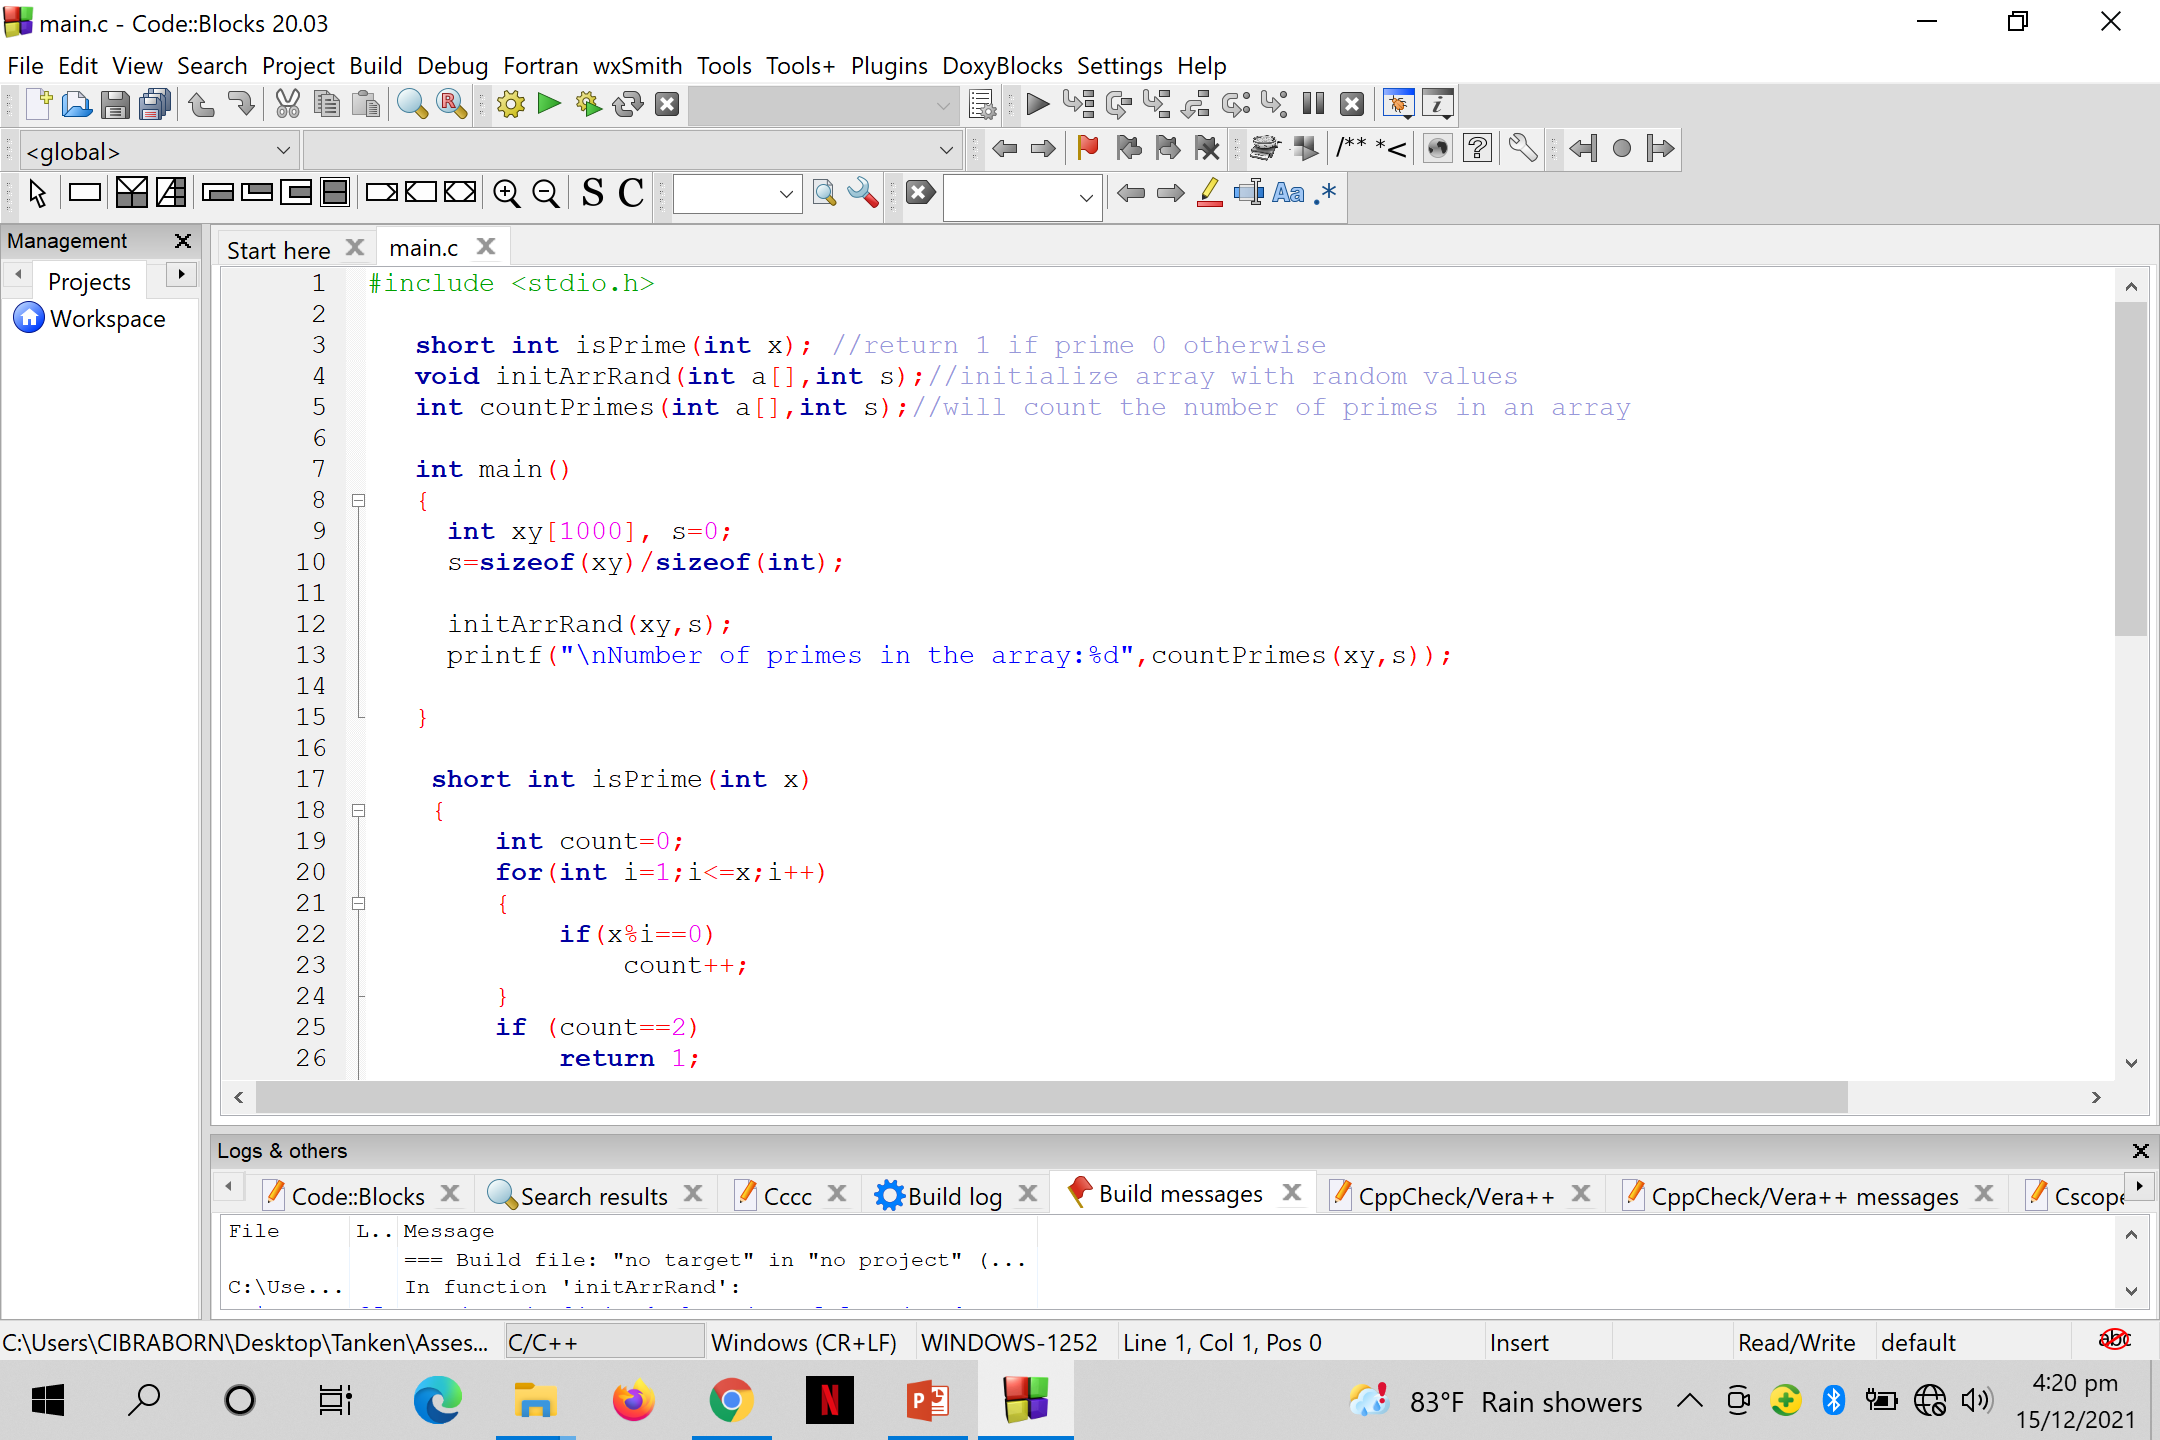 main.c - Code::Blocks 20.03
File Edit View Search Project Build Debug Fortran wxSmith Tools Tools+ Plugins DoxyBlocks Settings Help
<global>
/** *<
S C
Aa .*
Management
Projects
Workspace
Start here
main.c
1 #include <stdio.h>
2
3 short int isPrime(int x); //return 1 if prime 0 otherwise
4 void initArrRand(int a[],int s);//initialize array with random values
5 int countPrimes(int a[],int s);//will count the number of primes in an array
6
7 int main()
8 {
9 int xy[1000], s=0;
10 s=sizeof(xy)/sizeof(int);
11
12 initArrRand(xy,s);
13 printf("\nNumber of primes in the array:%d",countPrimes(xy,s));
14
15 }
16
17 short int isPrime(int x)
18 {
19 int count=0;
20 for(int i=1;i<=x;i++)
21 {
22 if(x%i==0)
23 count++;
24 }
25 if (count==2)
26 return 1;
Logs & others
Code::Blocks Search results Cccc Build log Build messages CppCheck/Vera++ CppCheck/Vera++ messages Cscope
File L.. Message
=== Build file: "no target" in "no project" (...
C:\Use... In function 'initArrRand':
C:\Users\CIBRABORN\Desktop\Tanken\Asses... C/C++ Windows (CR+LF) WINDOWS-1252 Line 1, Col 1, Pos 0 Insert Read/Write default abc
83°F Rain showers
4:20 pm
15/12/2021